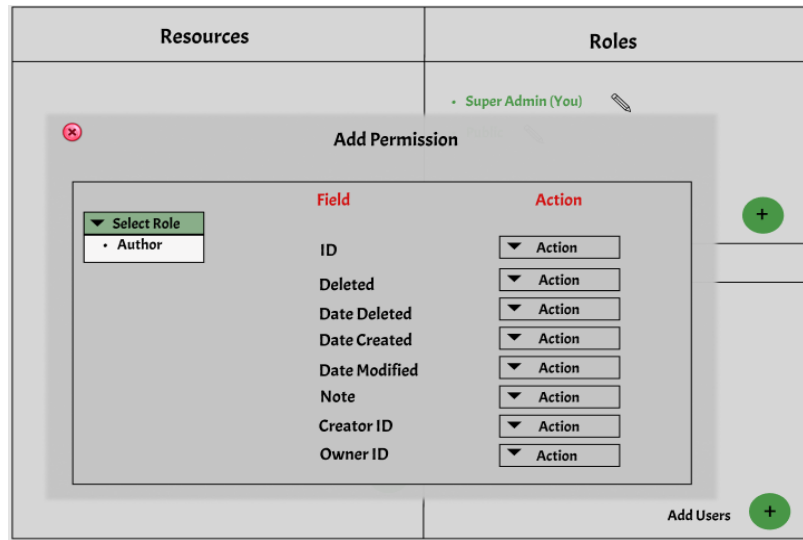 Resources
Roles
• Super Admin (You)
Add Permission
Field
Action
Select Role
• Author
ID
Action
Deleted
Action
Date Deleted
Action
Date Created
Action
Date Modified
Action
Note
Action
Creator ID
Action
Owner ID
Action
+
Add Users
+